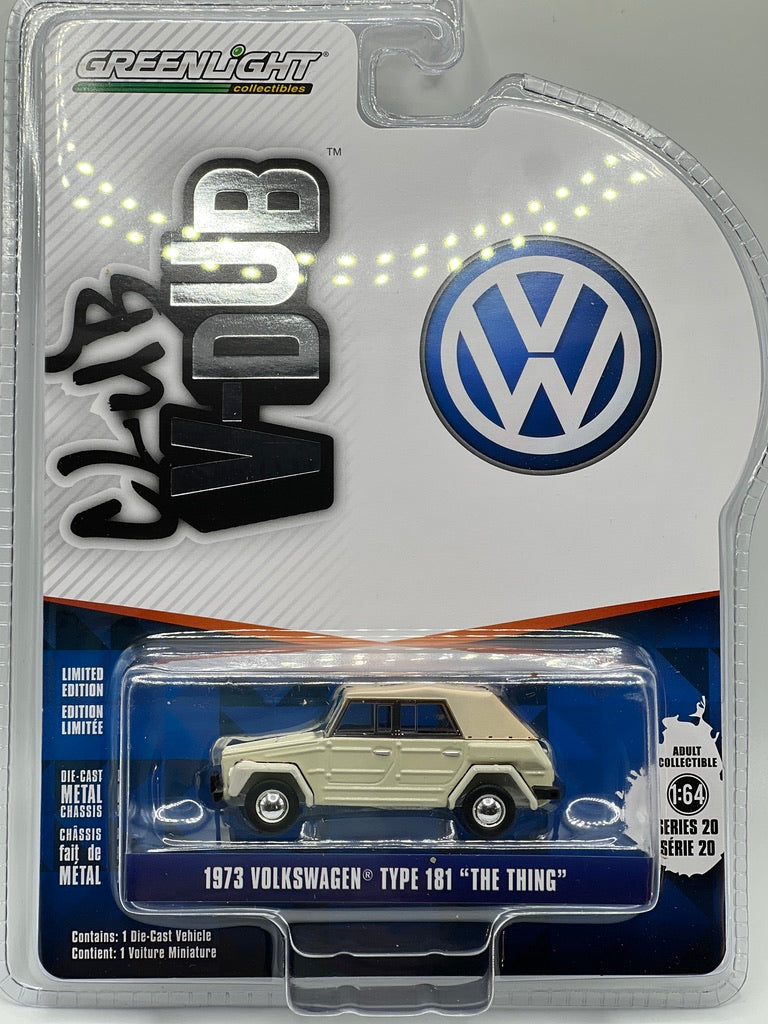 GREENLIGHT®
collectibles
CLUB
V-DUB™
VW
LIMITED
EDITION
EDITION
LIMITÉE
DIE-CAST
METAL
CHASSIS
CHÂSSIS
fait de
MÉTAL
ADULT
COLLECTIBLE
1:64
SERIES 20
SÉRIE 20
1973 VOLKSWAGEN® TYPE 181 “THE THING”
Contains: 1 Die-Cast Vehicle
Contient: 1 Voiture Miniature